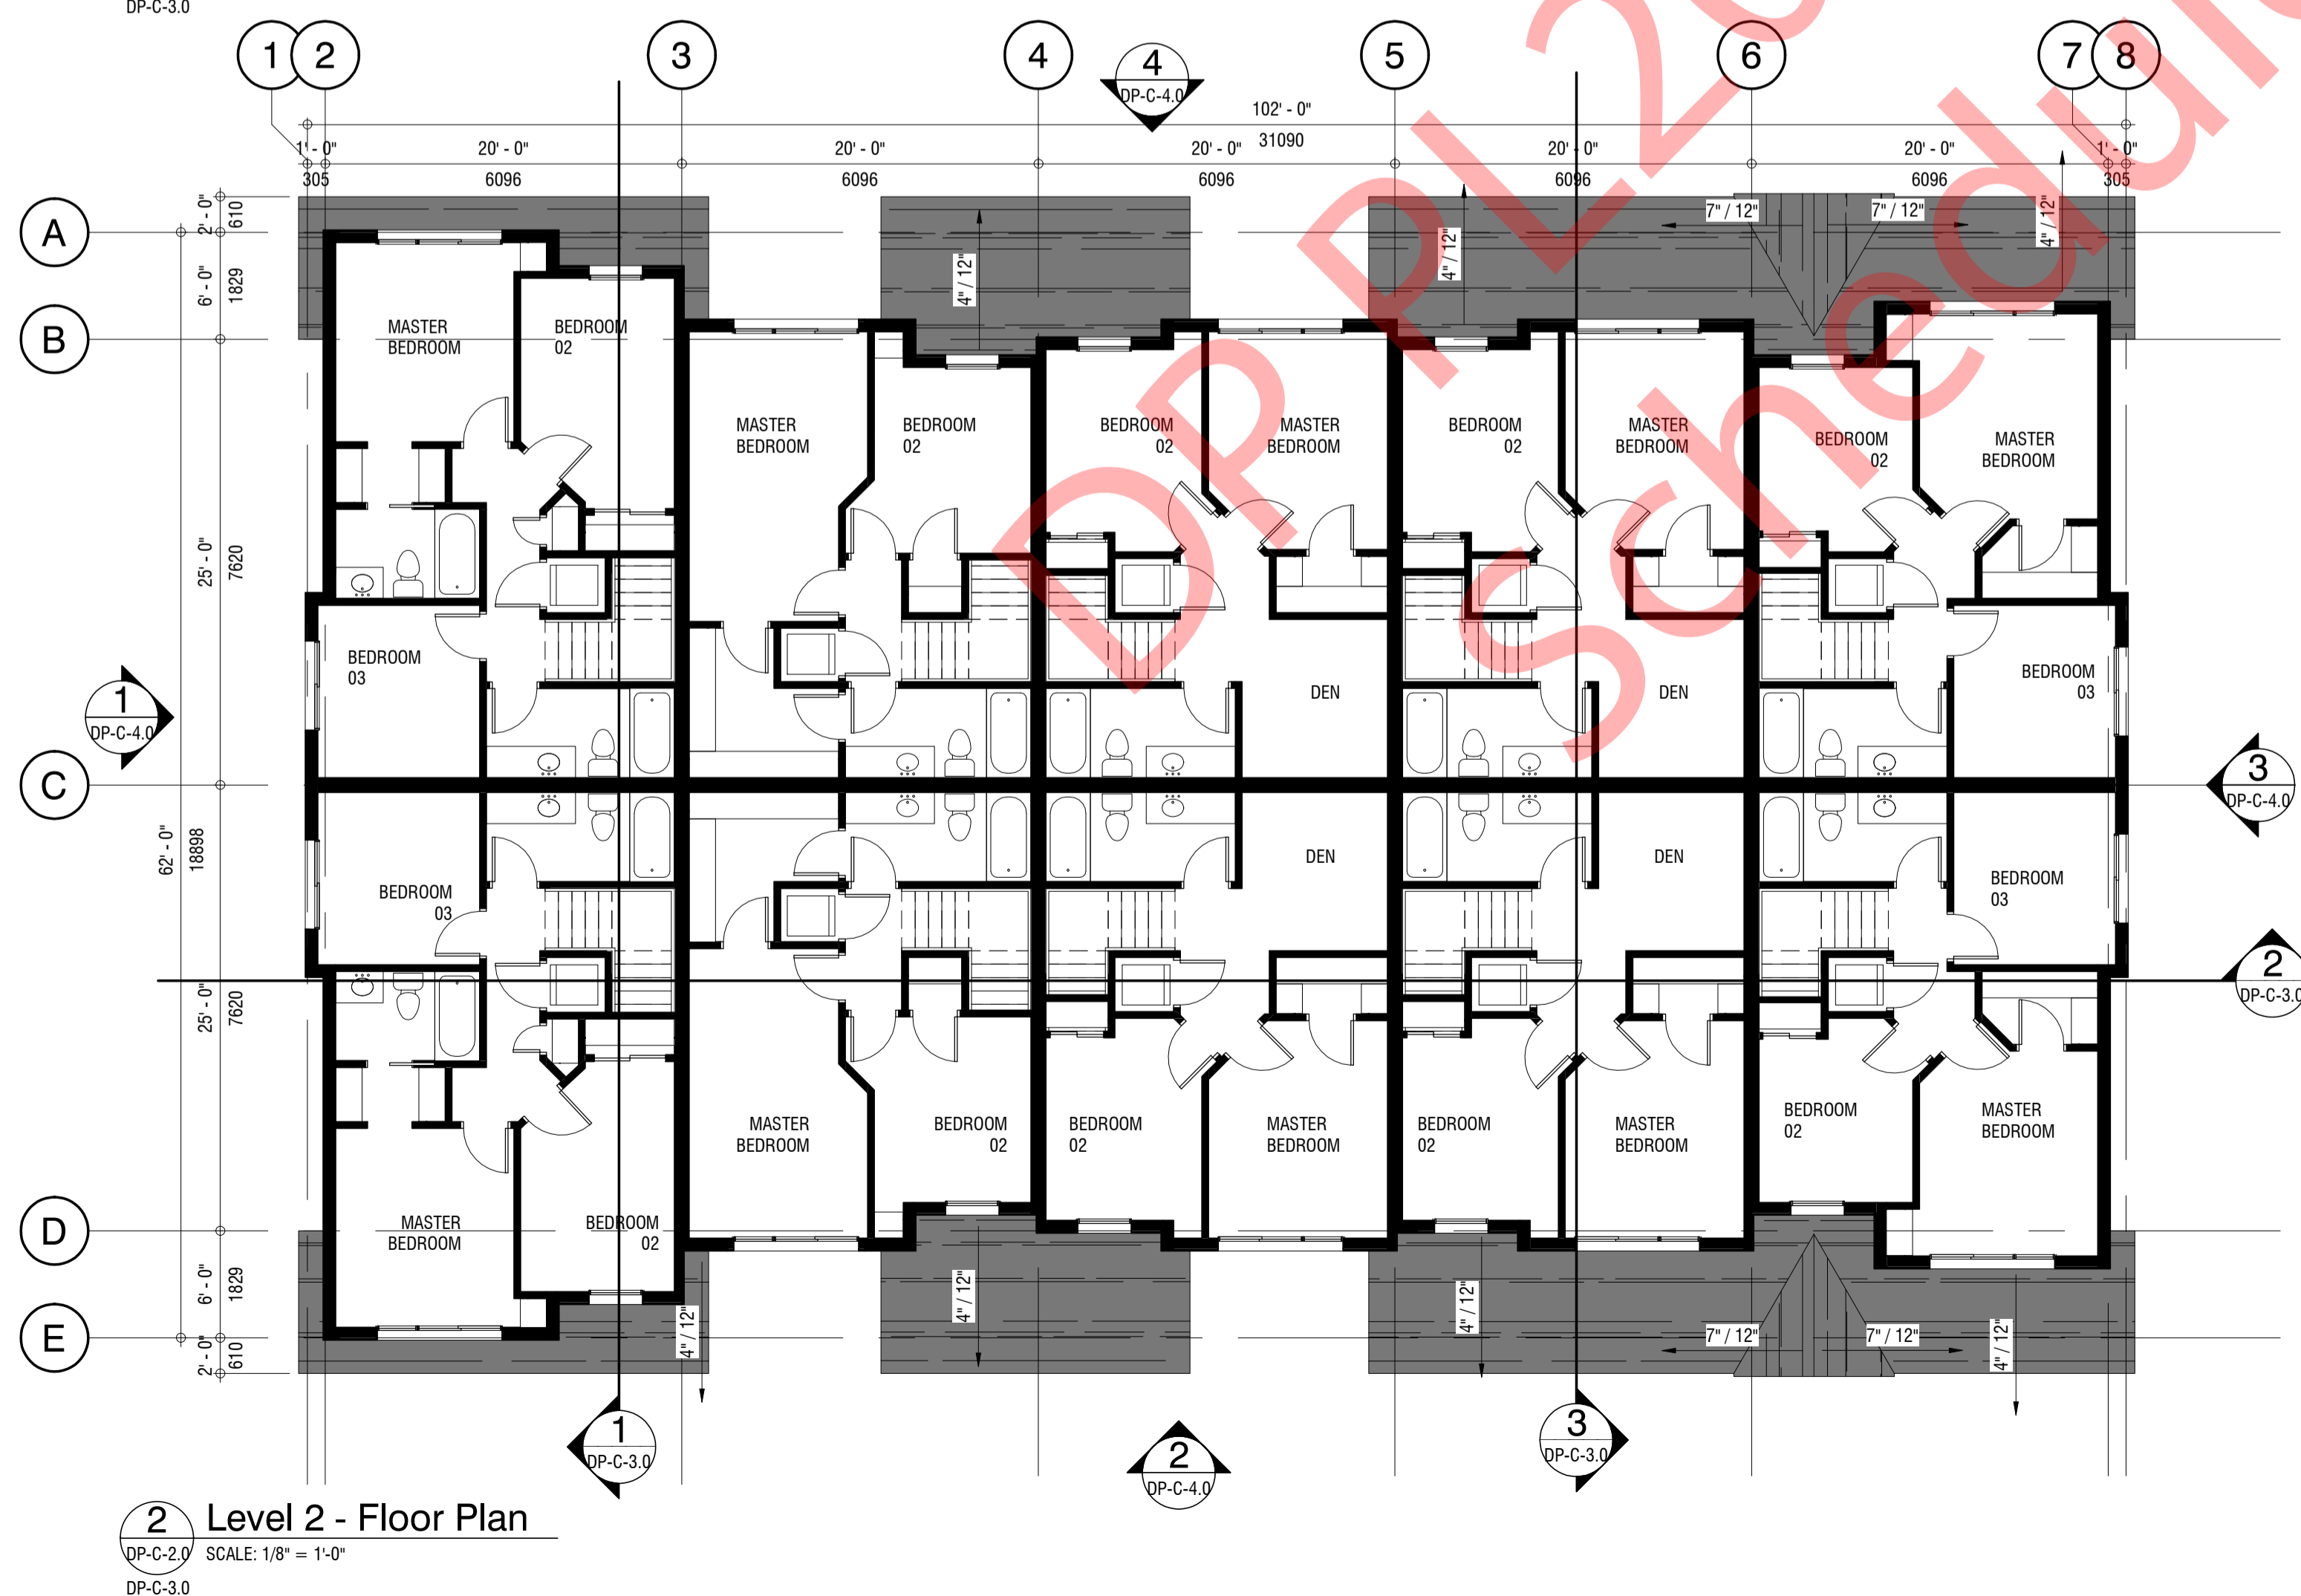 DP-C-3.0
1 2 3 4 5 6 7 8
4
DP-C-4.0
102' - 0"
31090
1' - 0" 20' - 0" 20' - 0" 20' - 0" 20' - 0" 20' - 0" 1' - 0"
305 6096 6096 6096 6096 6096 305
DP PL20
Schedule
A
B
C
D
E
2' - 0"
610
6' - 0"
1829
25' - 0"
7620
62' - 0"
18898
25' - 0"
7620
6' - 0"
1829
2' - 0"
610
4" / 12"
4" / 12"
7" / 12"
7" / 12"
4" / 12"
MASTER
BEDROOM
BEDROOM
02
MASTER
BEDROOM
BEDROOM
02
BEDROOM
02
MASTER
BEDROOM
BEDROOM
02
MASTER
BEDROOM
BEDROOM
02
MASTER
BEDROOM
BEDROOM
03
DEN
DEN
BEDROOM
03
1
DP-C-4.0
3
DP-C-4.0
BEDROOM
03
DEN
DEN
BEDROOM
03
2
DP-C-3.0
MASTER
BEDROOM
BEDROOM
02
MASTER
BEDROOM
BEDROOM
02
BEDROOM
02
MASTER
BEDROOM
BEDROOM
02
MASTER
BEDROOM
BEDROOM
02
MASTER
BEDROOM
4" / 12"
4" / 12"
4" / 12"
7" / 12"
7" / 12"
4" / 12"
1
DP-C-3.0
2
DP-C-4.0
3
DP-C-3.0
2
DP-C-2.0
Level 2 - Floor Plan
SCALE: 1/8" = 1'-0"
DP-C-3.0